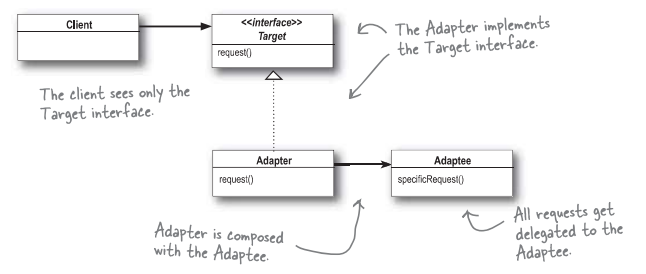 Client
<<interface>>
Target
request()
The Adapter implements
the Target interface.
The client sees only the
Target interface.
Adapter
request()
Adaptee
specificRequest()
Adapter is composed
with the Adaptee.
All requests get
delegated to the
Adaptee.